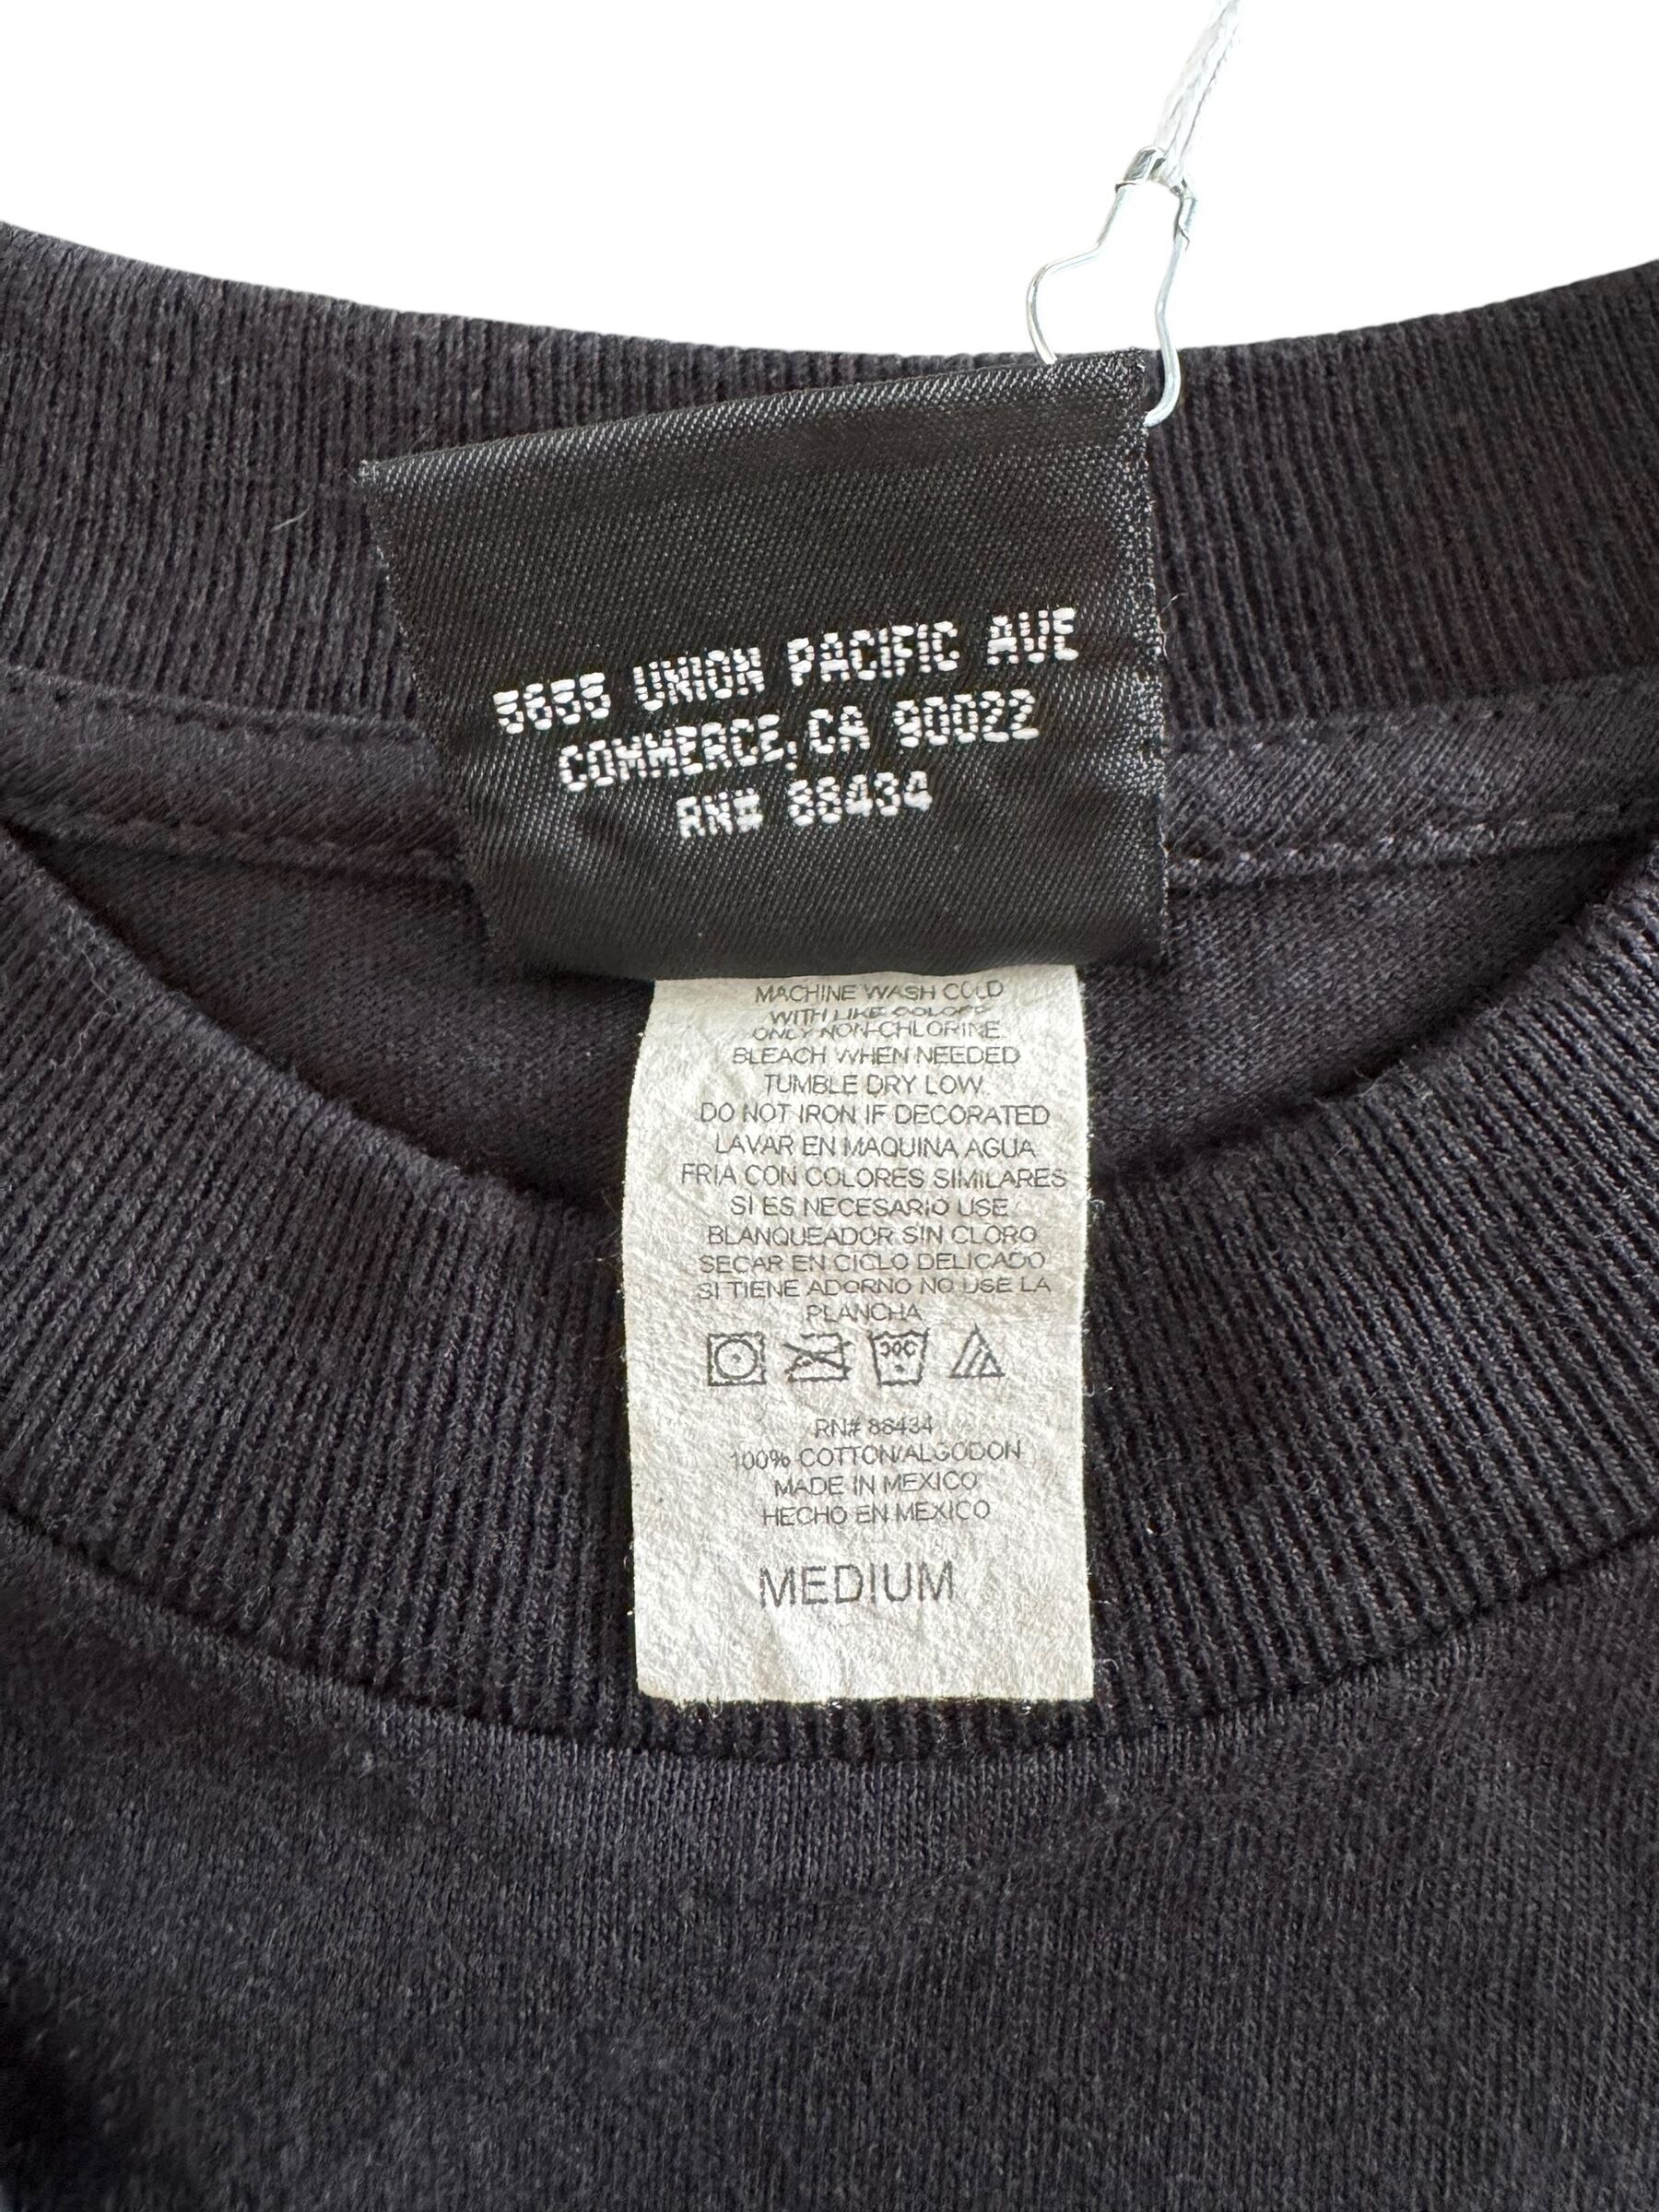 5655 UNION PACIFIC AVE
COMMERCE, CA 90022
RN# 88434
MACHINE WASH COLD
WITH LIKE COLORS
ONLY NON-CHLORINE
BLEACH WHEN NEEDED
TUMBLE DRY LOW
DO NOT IRON IF DECORATED
LAVAR EN MAQUINA AGUA
FRIA CON COLORES SIMILARES
SI ES NECESARIO USE
BLANQUEADOR SIN CLORO
SECAR EN CICLO DELICADO
SI TIENE ADORNO NO USE LA
PLANCHA
RN# 88434
100% COTTON/ALGODON
MADE IN MEXICO
HECHO EN MEXICO
MEDIUM